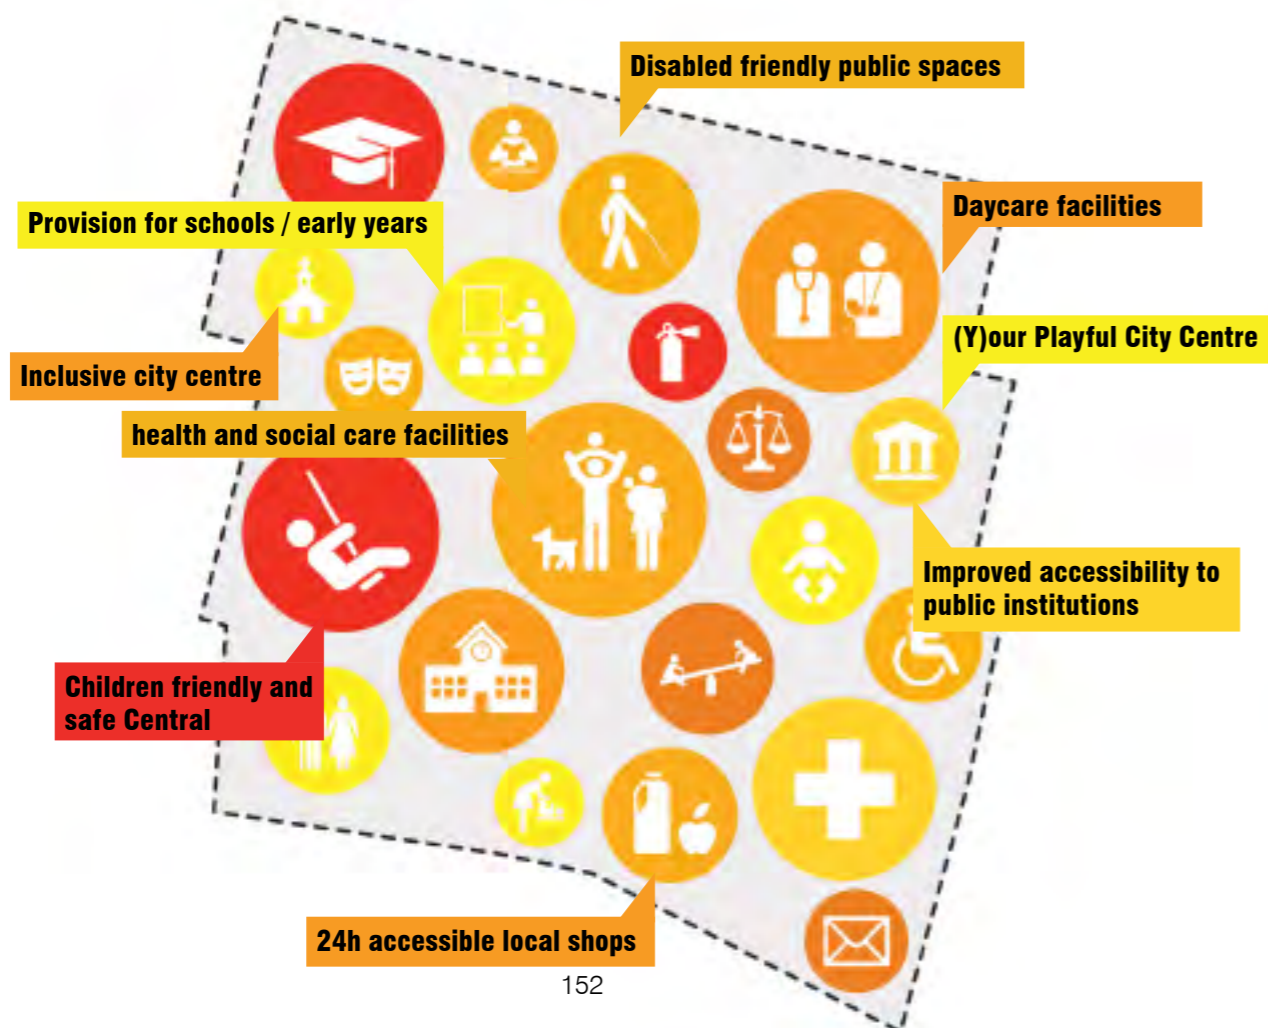 Disabled friendly public spaces
Daycare facilities
Provision for schools / early years
(Y)our Playful City Centre
Inclusive city centre
health and social care facilities
Improved accessibility to
public institutions
Children friendly and
safe Central
24h accessible local shops
152